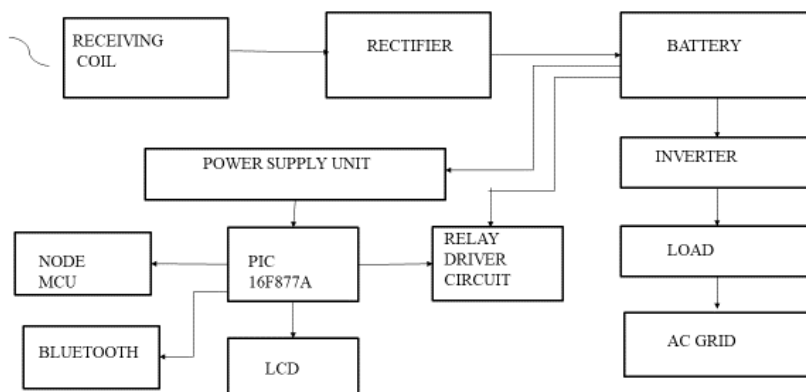 RECEIVING
COIL
RECTIFIER
BATTERY
POWER SUPPLY UNIT
INVERTER
NODE
MCU
PIC
16F877A
RELAY
DRIVER
CIRCUIT
LOAD
BLUETOOTH
LCD
AC GRID